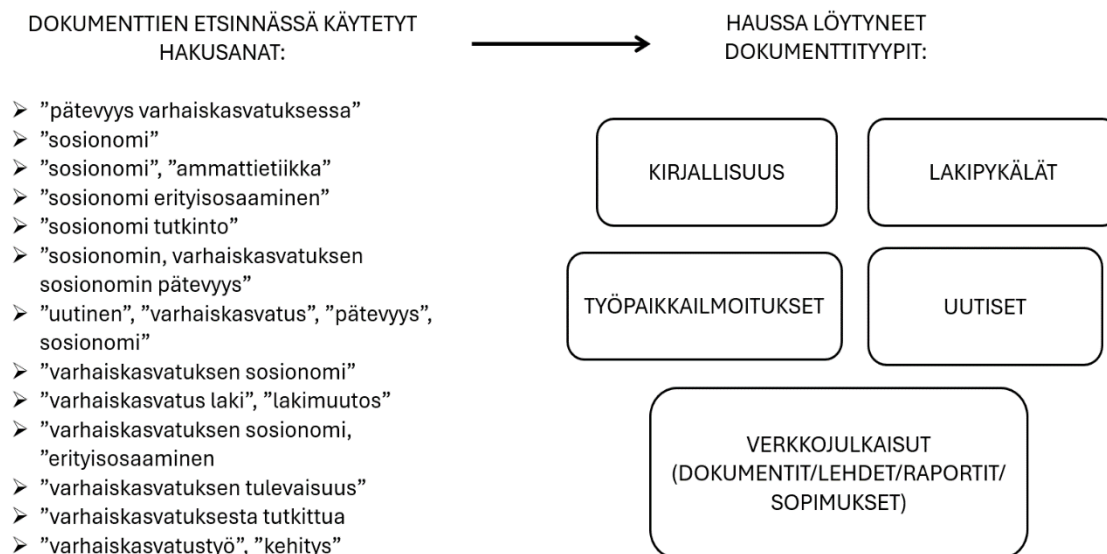 DOKUMENTTIEN ETSINNÄSSÄ KÄYTETYT
HAKUSANAT:
➢ ”pätevyys varhaiskasvatuksessa”
➢ ”sosionomi”
➢ ”sosionomi”, ”ammattietiikka”
➢ ”sosionomi erityisosaaminen”
➢ ”sosionomi tutkinto”
➢ ”sosionomin, varhaiskasvatuksen
sosionomin pätevyys”
➢ ”uutinen”, ”varhaiskasvatus”, ”pätevyys”,
sosionomi”
➢ ”varhaiskasvatuksen sosionomi”
➢ ”varhaiskasvatus laki”, ”lakimuutos”
➢ ”varhaiskasvatuksen sosionomi,
”erityisosaaminen
➢ ”varhaiskasvatuksen tulevaisuus”
➢ ”varhaiskasvatuksesta tutkittua
➢ ”varhaiskasvatustyö”, ”kehitys”
HAUSSA LÖYTYNEET
DOKUMENTTITYYPIT:
KIRJALLISUUS
LAKIPYKÄLÄT
TYÖPAIKKAILMOITUKSET
UUTISET
VERKKOJULKAISUT
(DOKUMENTIT/LEHDET/RAPORTIT/
SOPIMUKSET)